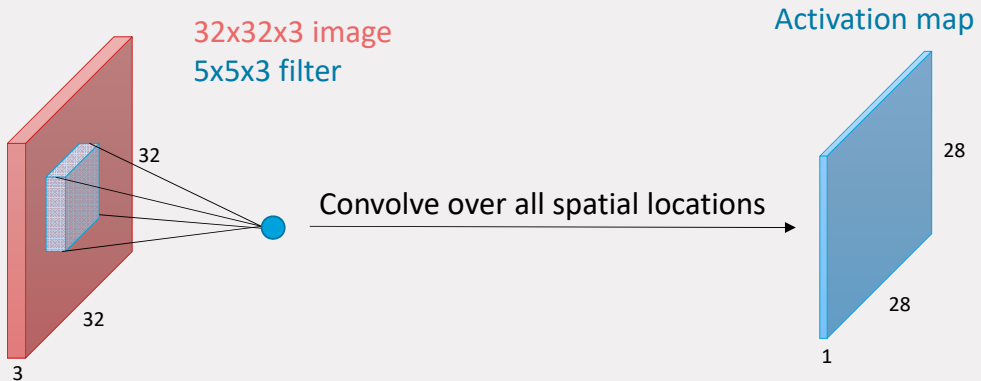 32x32x3 image
5x5x3 filter
Activation map
32
32
3
Convolve over all spatial locations
28
28
1